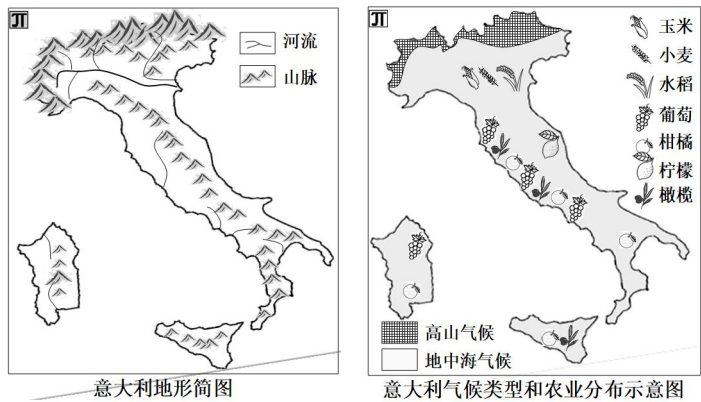 河流
山脉
意大利地形简图
玉米
小麦
水稻
葡萄
柑橘
柠檬
橄榄
高山气候
地中海气候
意大利气候类型和农业分布示意图